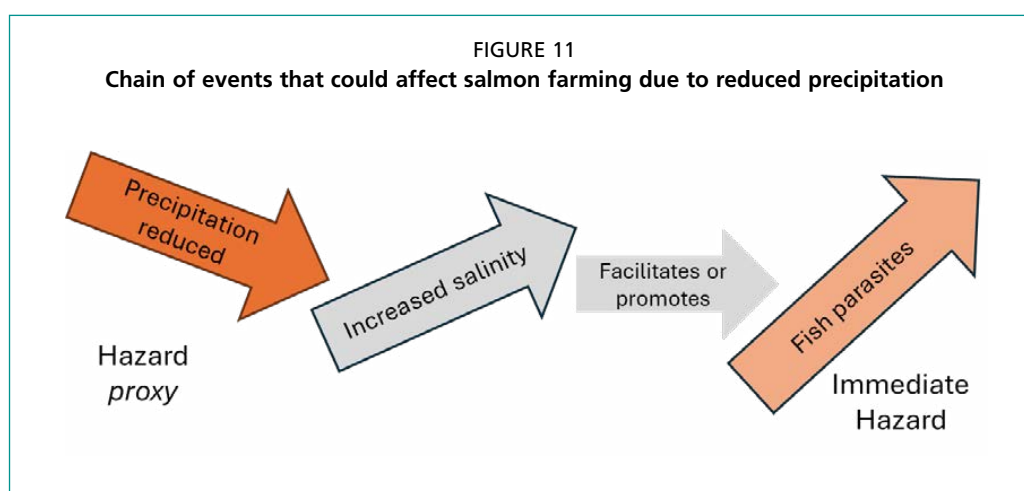 FIGURE 11
Chain of events that could affect salmon farming due to reduced precipitation
Precipitation
reduced
Hazard
proxy
Increased salinity
Facilitates or
promotes
Fish parasites
Immediate
Hazard